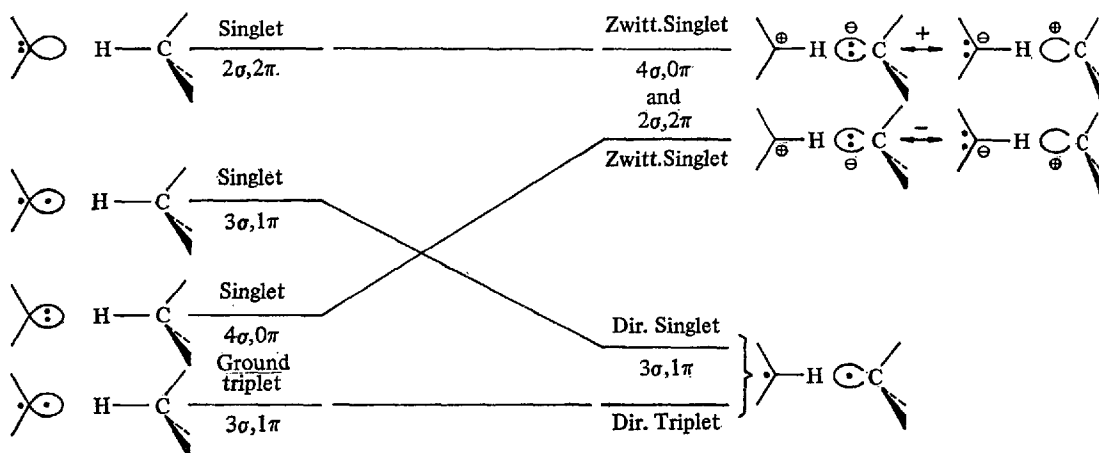 H C Singlet Zwitt.Singlet ⊕ H ⊖ C + ⊖ H ⊕ C
2σ,2π. 4σ,0π
and
2σ,2π
Zwitt.Singlet ⊕ H ⊖ C − ⊖ H ⊕ C
H C Singlet
3σ,1π
H C Singlet
4σ,0π
Dir. Singlet
3σ,1π
H C
Ground
triplet
H C
3σ,1π
Dir. Triplet